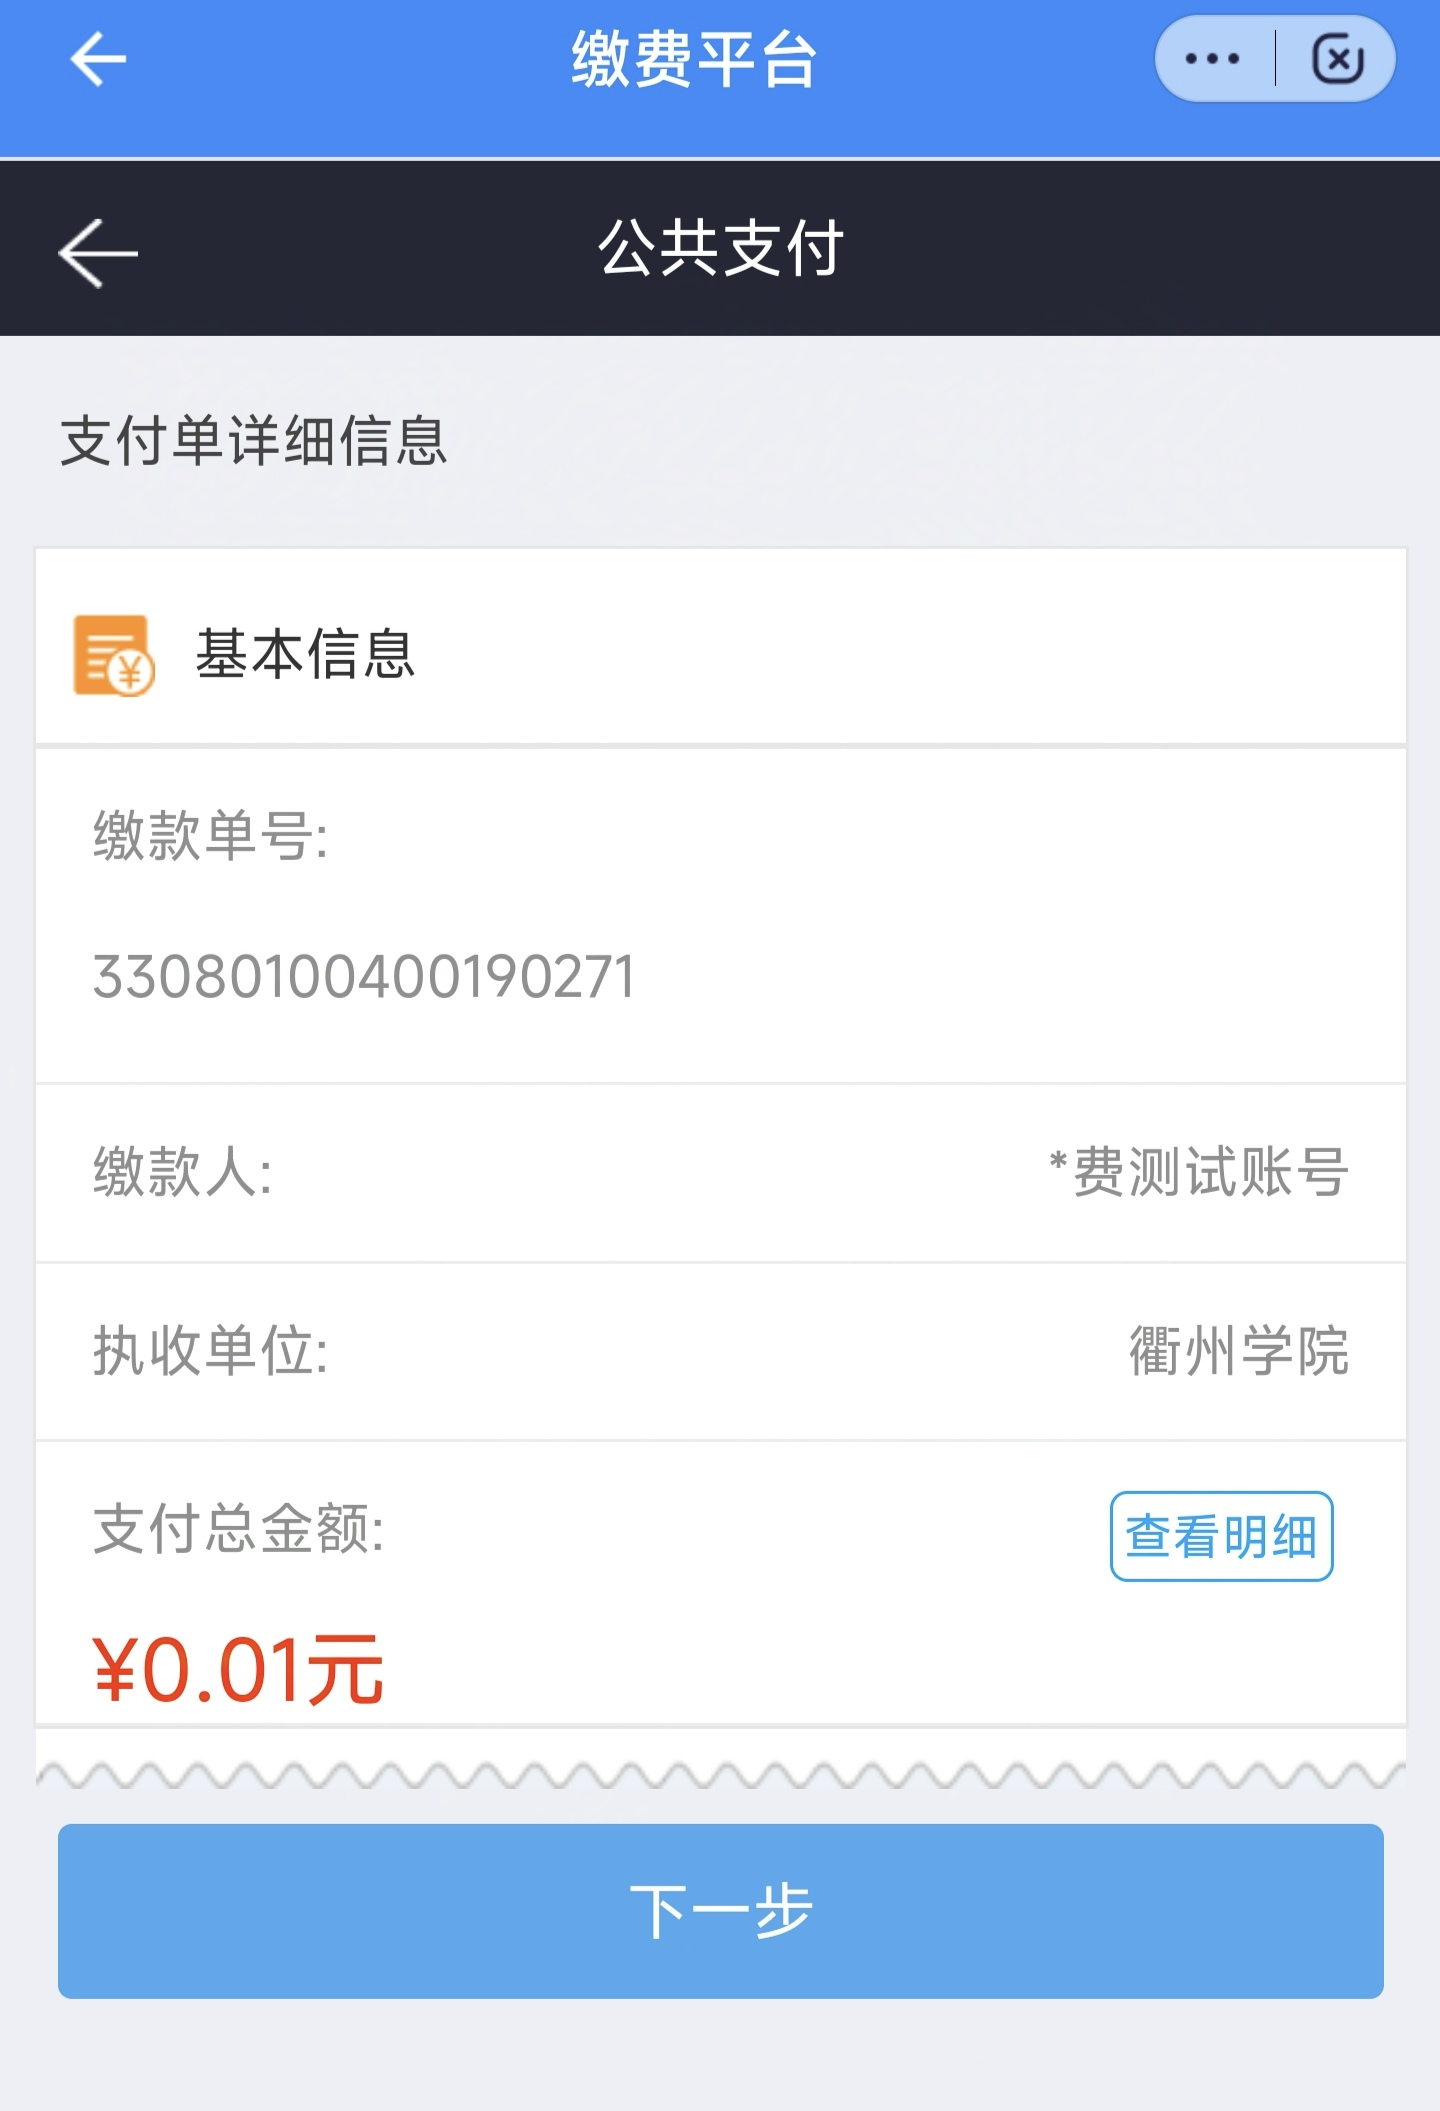 缴费平台
公共支付
支付单详细信息
基本信息
缴款单号:
33080100400190271
缴款人: *费测试账号
执收单位: 衢州学院
支付总金额: 查看明细
¥0.01元
下一步